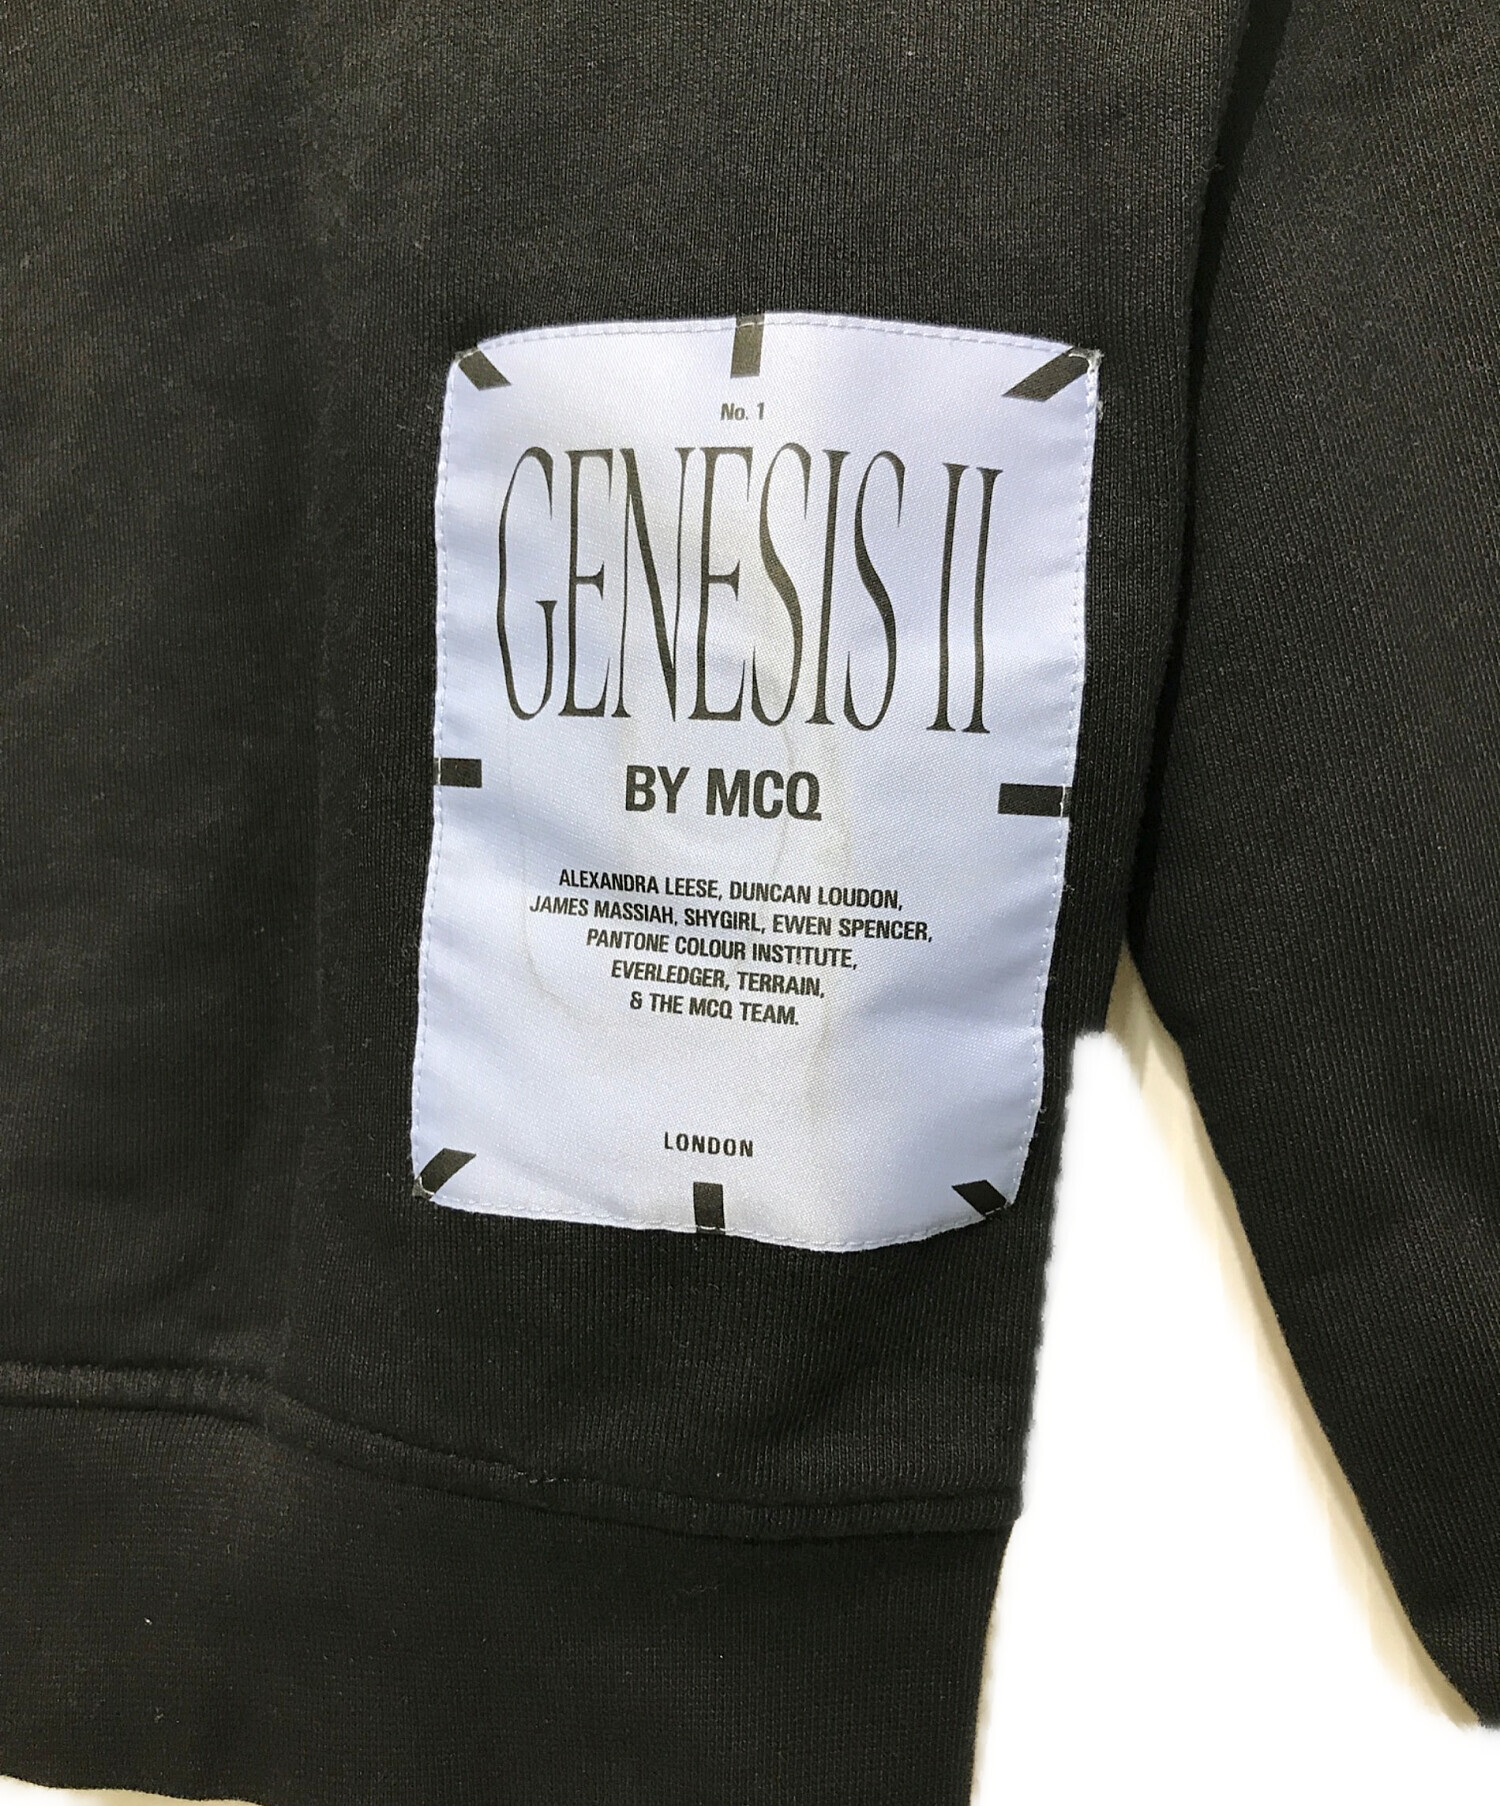 No. 1
GENESIS II
BY MCQ
ALEXANDRA LEESE, DUNCAN LOUDON,
JAMES MASSIAH, SHYGIRL, EWEN SPENCER,
PANTONE COLOUR INSTITUTE,
EVERLEDGER, TERRAIN,
& THE MCQ TEAM.
LONDON